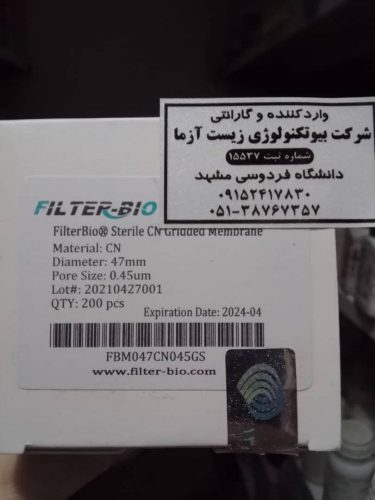 واردکننده و گارانتی
شرکت بیوتکنولوژی زیست آزما
شماره ثبت ۱۵۵۳۷
دانشگاه فردوسی مشهد
۰۹۱۵۲۴۱۷۸۳۰
۰۵۱-۳۸۷۶۷۳۵۷
FILTER-BIO
FilterBio® Sterile CN Gridded Membrane
Material: CN
Diameter: 47mm
Pore Size: 0.45um
Lot#: 20210427001
QTY: 200 pcs
Expiration Date: 2024-04
FBM047CN045GS
www.filter-bio.com